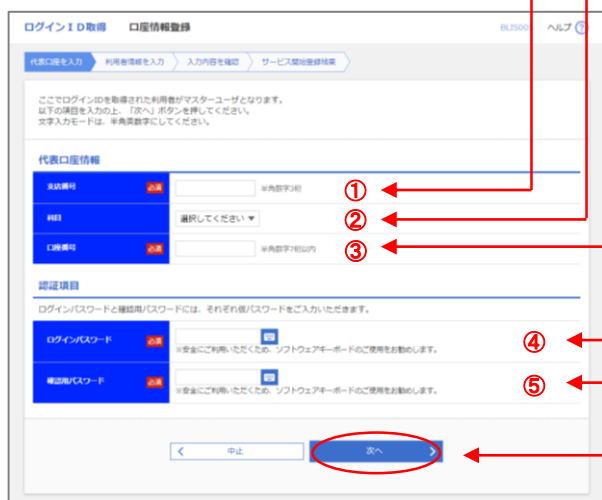 ログインＩＤ取得 口座情報登録 BLIS009 ヘルプ ?
代表口座を入力 利用者情報を入力 入力内容を確認 サービス開始登録結果
ここでログインIDを取得された利用者がマスターユーザとなります。
以下の項目を入力の上、「次へ」ボタンを押してください。
文字入力モードは、半角英数字にしてください。
代表口座情報
支店番号 必須 半角数字3桁 ①
科目 選択してください ▼ ②
口座番号 必須 半角数字7桁以内 ③
認証項目
ログインパスワードと確認用パスワードには、それぞれ仮パスワードをご入力いただきます。
ログインパスワード 必須 ④
※安全にご利用いただくため、ソフトウェアキーボードのご使用をお勧めします。
確認用パスワード 必須 ⑤
※安全にご利用いただくため、ソフトウェアキーボードのご使用をお勧めします。
中止 次へ